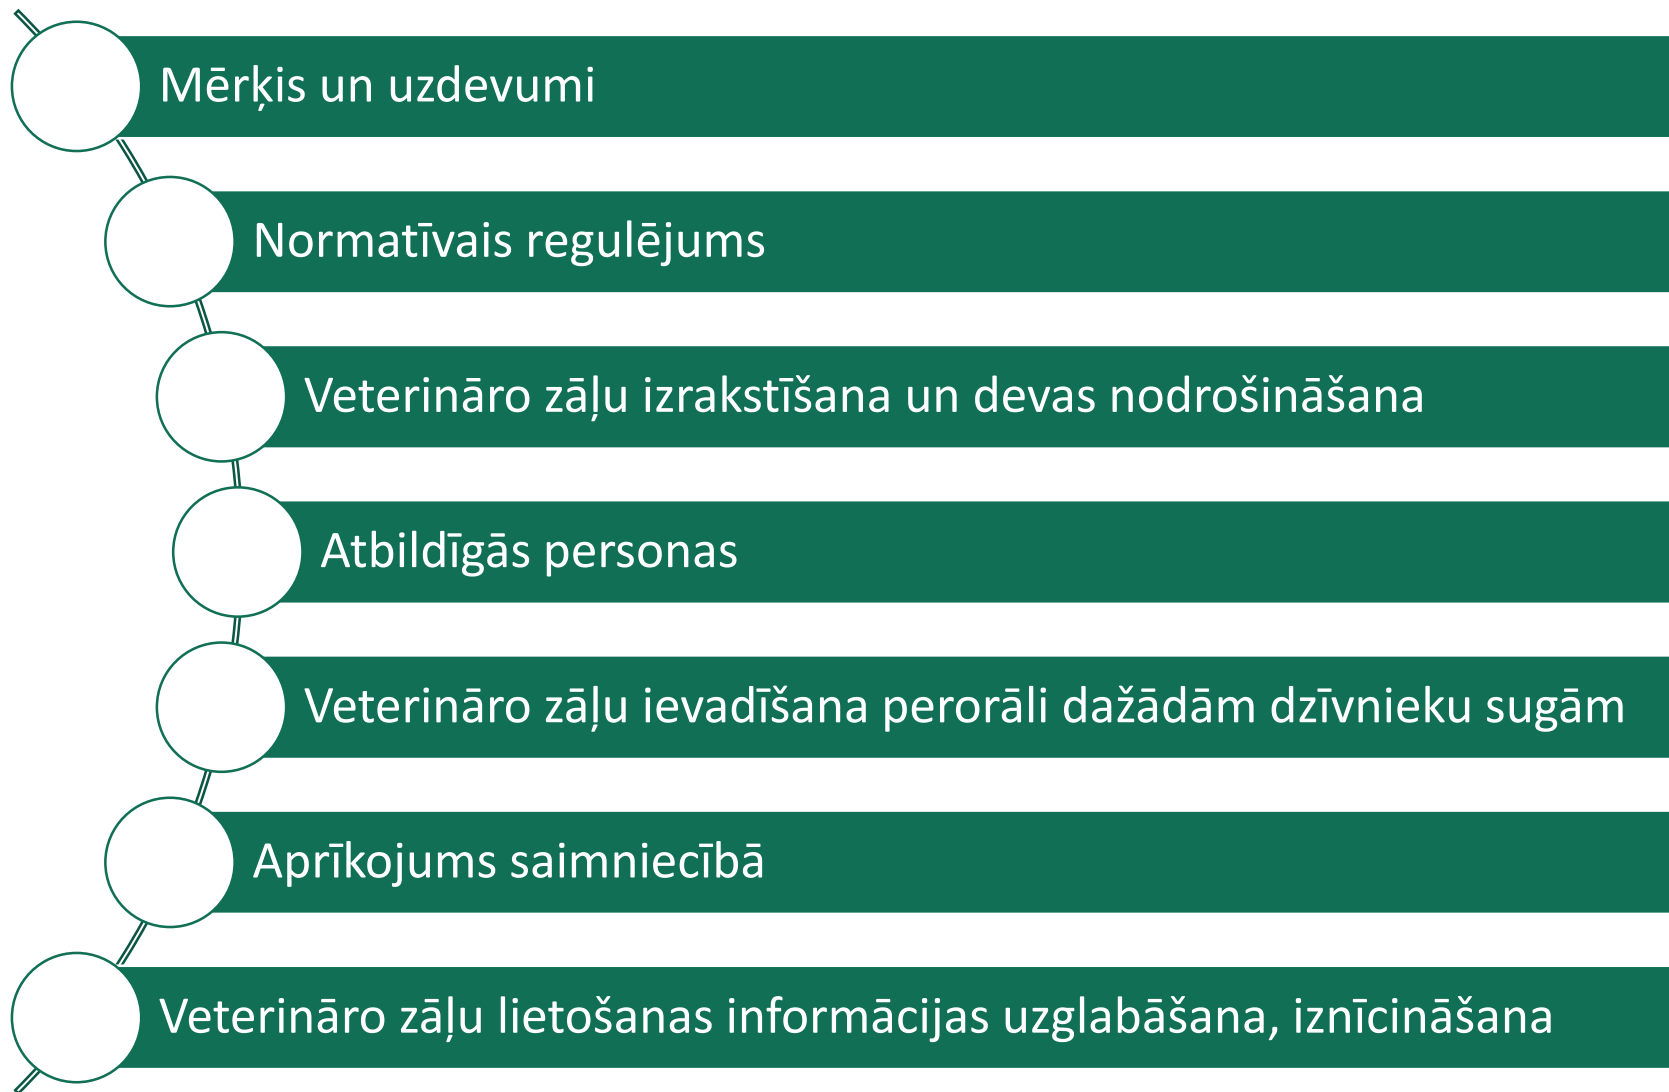 Mērķis un uzdevumi
Normatīvais regulējums
Veterināro zāļu izrakstīšana un devas nodrošināšana
Atbildīgās personas
Veterināro zāļu ievadīšana perorāli dažādām dzīvnieku sugām
Aprīkojums saimniecībā
Veterināro zāļu lietošanas informācijas uzglabāšana, iznīcināšana